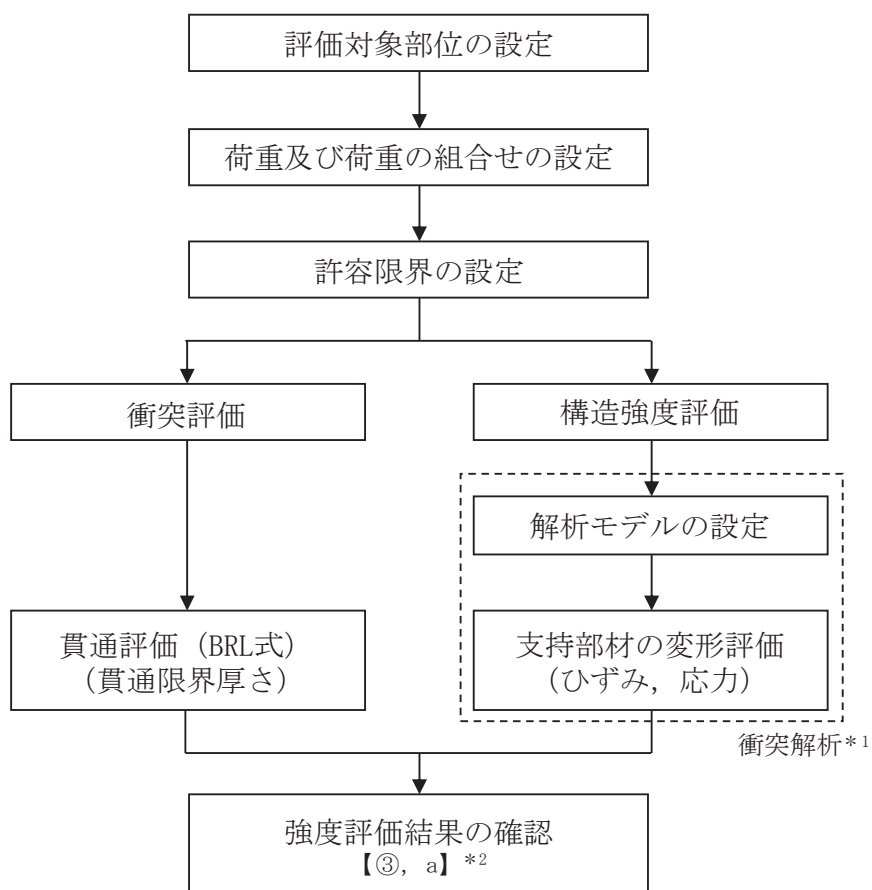 評価対象部位の設定
荷重及び荷重の組合せの設定
許容限界の設定
衝突評価
構造強度評価
解析モデルの設定
貫通評価（BRL式）
（貫通限界厚さ）
支持部材の変形評価
（ひずみ，応力）
衝突解析＊1
強度評価結果の確認
【③，a】＊2